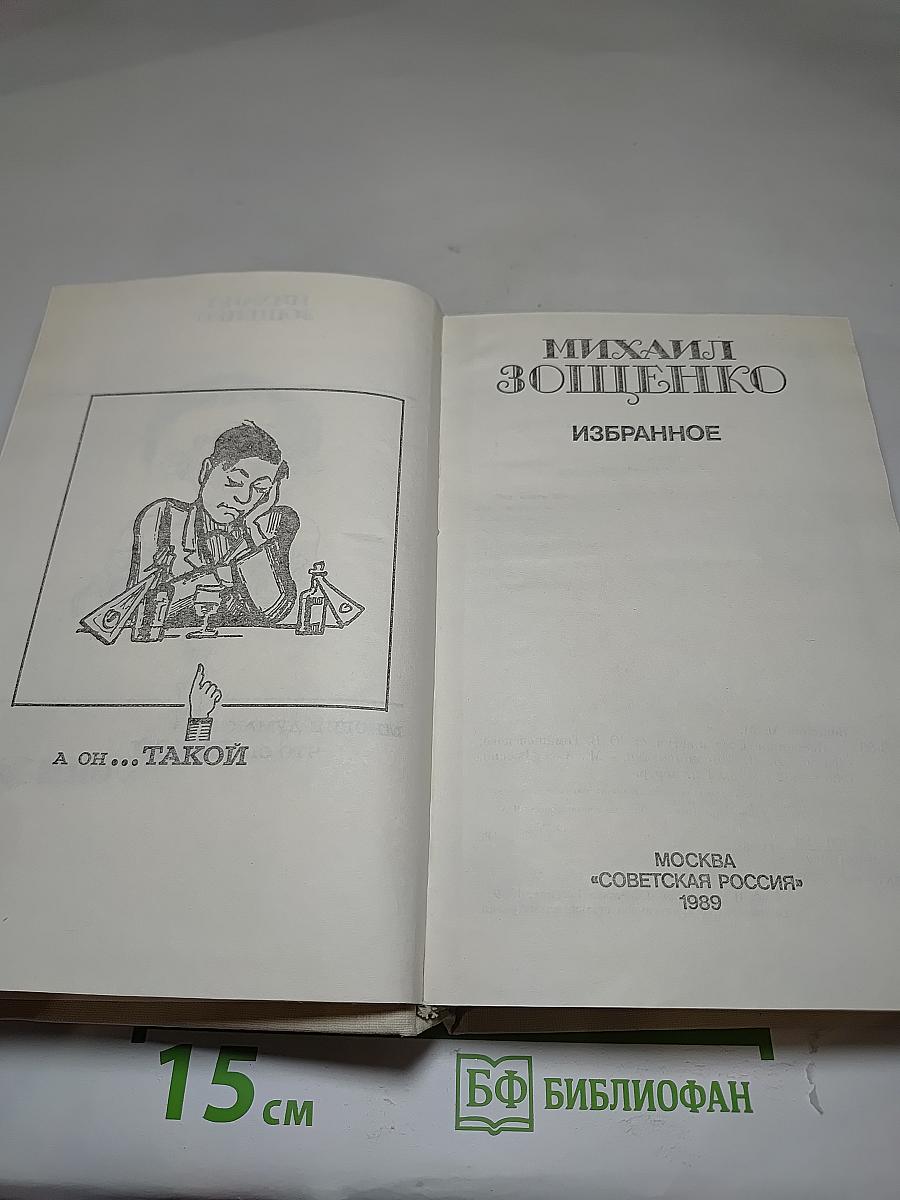 А ОН...ТАКОЙ
МИХАИЛ
ЗОЩЕНКО
ИЗБРАННОЕ
МОСКВА
«СОВЕТСКАЯ РОССИЯ»
1989
15 см
БФ БИБЛИОФАН